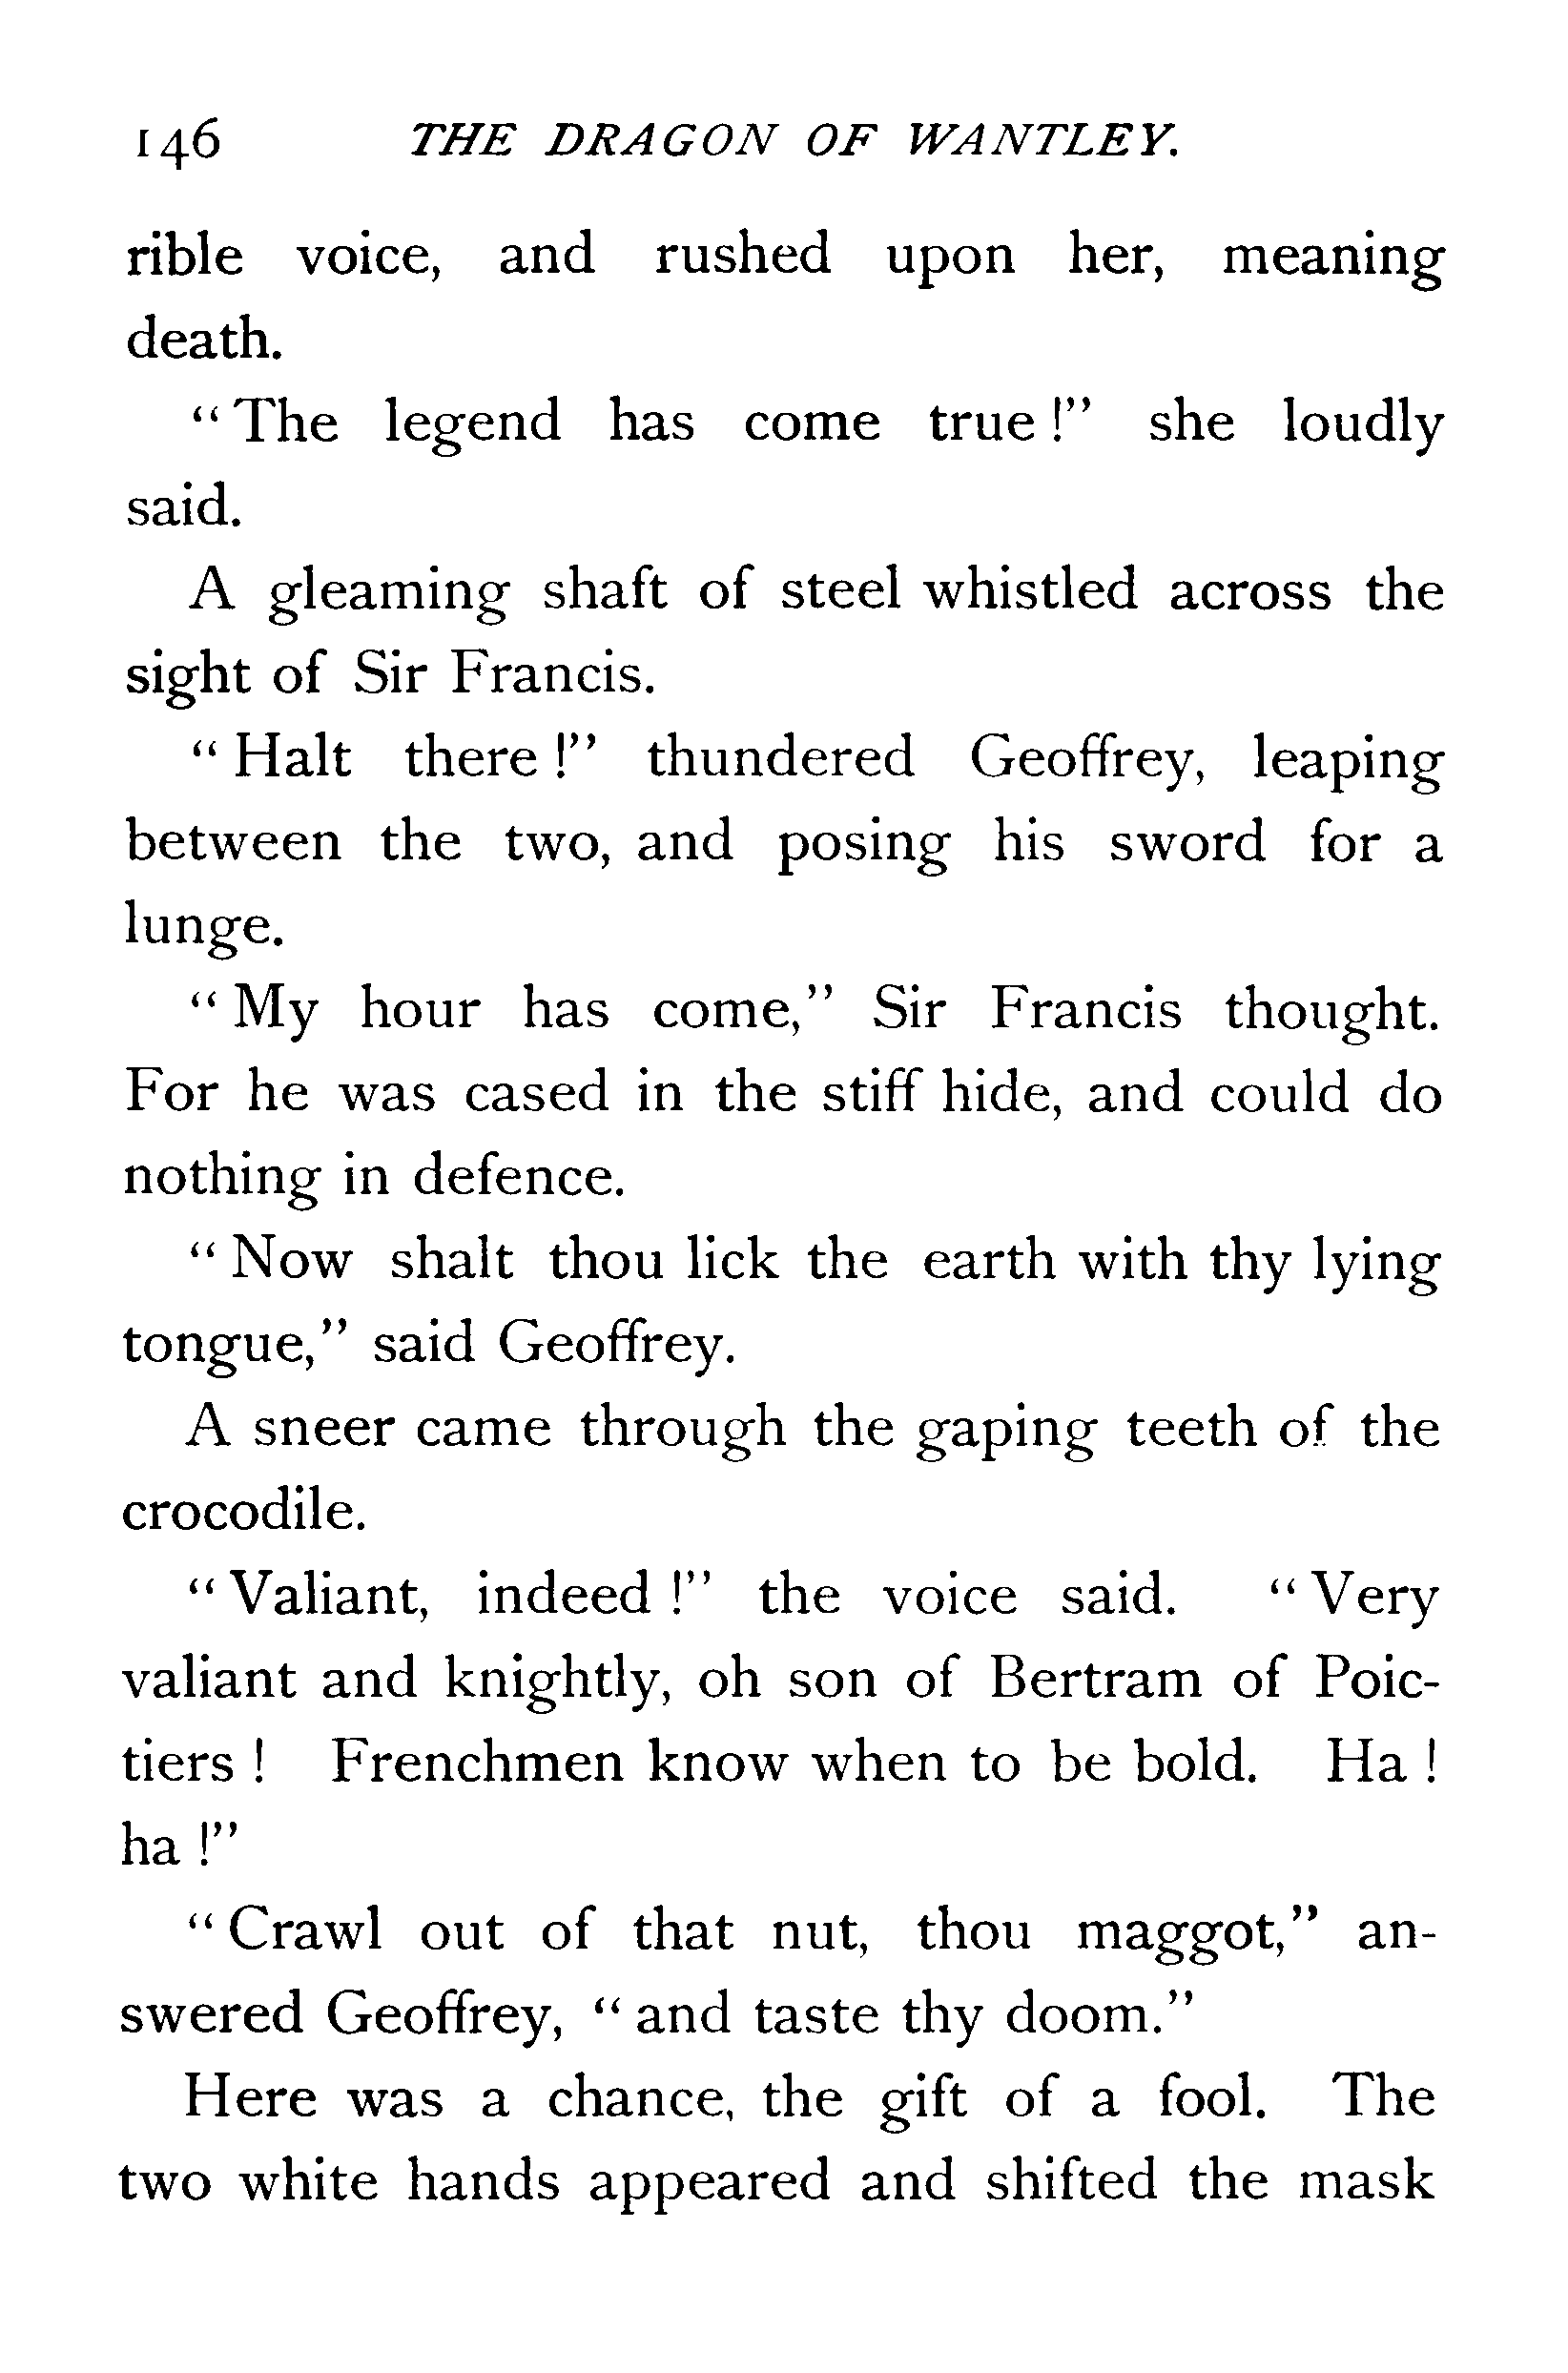 146 THE DRAGON OF WANTLEY.
rible voice, and rushed upon her, meaning
death.
"The legend has come true!" she loudly
said.
A gleaming shaft of steel whistled across the
sight of Sir Francis.
"Halt there!" thundered Geoffrey, leaping
between the two, and posing his sword for a
lunge.
"My hour has come," Sir Francis thought.
For he was cased in the stiff hide, and could do
nothing in defence.
"Now shalt thou lick the earth with thy lying
tongue," said Geoffrey.
A sneer came through the gaping teeth of the
crocodile.
"Valiant, indeed!" the voice said. "Very
valiant and knightly, oh son of Bertram of Poic-
tiers! Frenchmen know when to be bold. Ha!
ha!"
"Crawl out of that nut, thou maggot," an-
swered Geoffrey, "and taste thy doom."
Here was a chance, the gift of a fool. The
two white hands appeared and shifted the mask